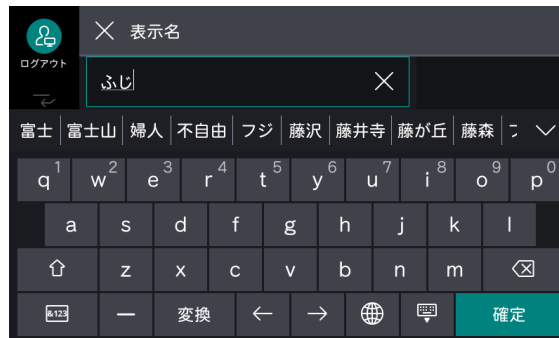 表示名
ログアウト
ふじ
富士 富士山 婦人 不自由 フジ 藤沢 藤井寺 藤が丘 藤森
q 1 w 2 e 3 r 4 t 5 y 6 u 7 i 8 o 9 p 0
a s d f g h j k l
z x c v b n m
&123 変換 確定